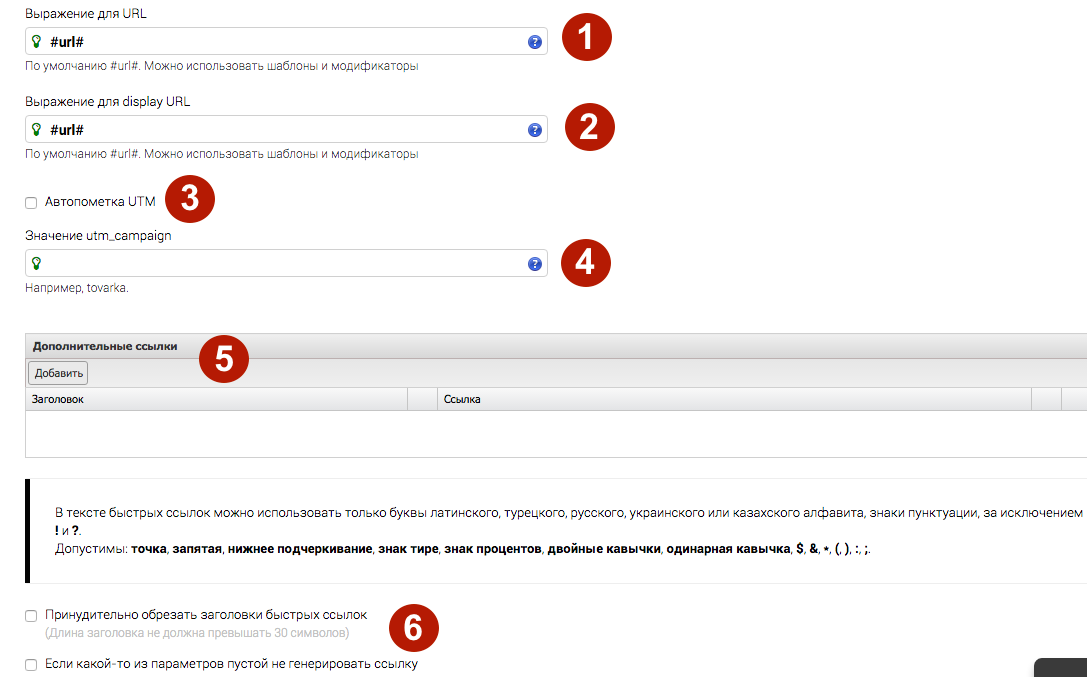 Выражение для URL
#url#
1
По умолчанию #url#. Можно использовать шаблоны и модификаторы
Выражение для display URL
#url#
2
По умолчанию #url#. Можно использовать шаблоны и модификаторы
Автопометка UTM
3
Значение utm_campaign
4
Например, tovarka.
Дополнительные ссылки
5
Добавить
Заголовок Ссылка
В тексте быстрых ссылок можно использовать только буквы латинского, турецкого, русского, украинского или казахского алфавита, знаки пунктуации, за исключением
! и ?.
Допустимы: точка, запятая, нижнее подчеркивание, знак тире, знак процентов, двойные кавычки, одинарная кавычка, $, &, *, (, ), :, ;.
Принудительно обрезать заголовки быстрых ссылок
(Длина заголовка не должна превышать 30 символов)
6
Если какой-то из параметров пустой не генерировать ссылку